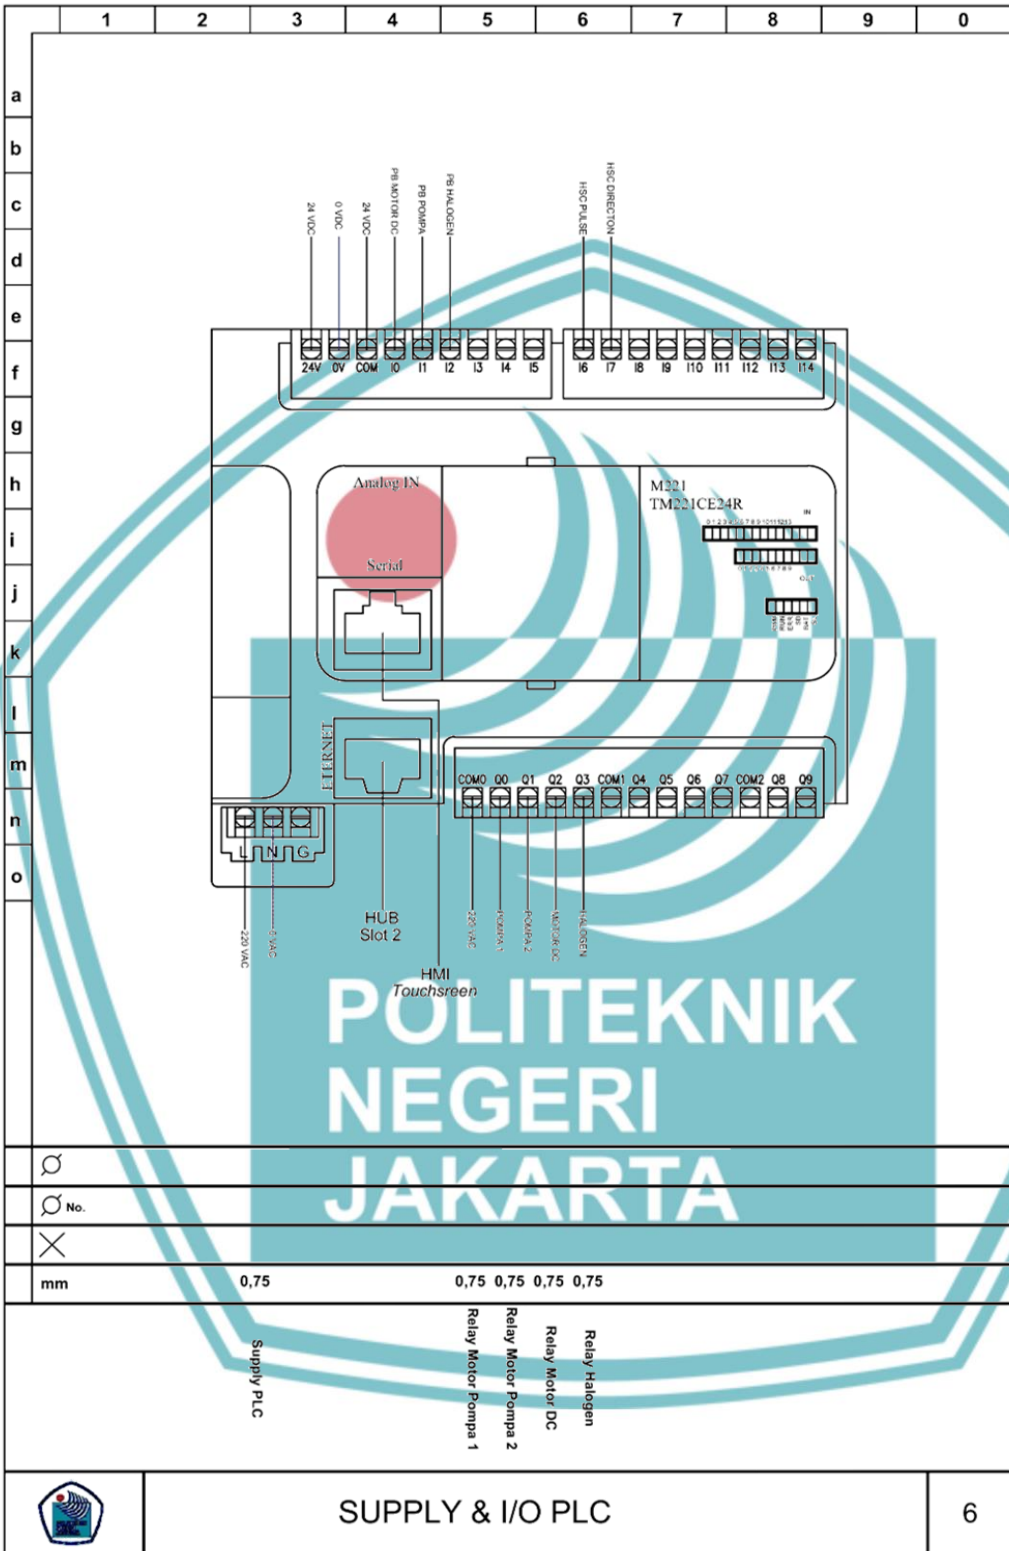 1 2 3 4 5 6 7 8 9 0
a
b
c
d
e
f
g
h
i
j
k
l
m
n
o
24 VDC
0 VDC
24 VDC
PB MOTOR DC
PB POMPA
PB HALOGEN
HSC PULSE
HSC DIRECTON
24V 0V COM I0 I1 I2 I3 I4 I5 I6 I7 I8 I9 I10 I11 I12 I13 I14
Analog IN
Serial
M221
TM221CE24R
IN
ETERNET
COM0 Q0 Q1 Q2 Q3 COM1 Q4 Q5 Q6 Q7 COM2 Q8 Q9
L N G
220 VAC
0 VAC
HUB
Slot 2
HMI
Touchsreen
220 VAC
POMPA 1
POMPA 2
MOTOR DC
HALOGEN
POLITEKNIK
NEGERI
JAKARTA
Ø
Ø No.
mm 0,75 0,75 0,75 0,75 0,75
Supply PLC
Relay Motor Pompa 1
Relay Motor Pompa 2
Relay Motor DC
Relay Halogen
SUPPLY & I/O PLC
6